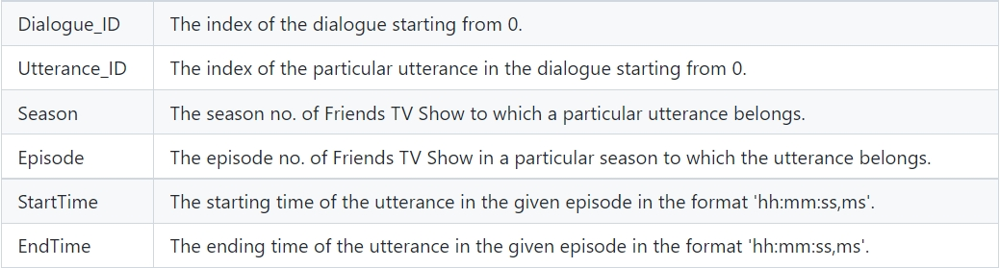 Dialogue_ID The index of the dialogue starting from 0.
Utterance_ID The index of the particular utterance in the dialogue starting from 0.
Season The season no. of Friends TV Show to which a particular utterance belongs.
Episode The episode no. of Friends TV Show in a particular season to which the utterance belongs.
StartTime The starting time of the utterance in the given episode in the format 'hh:mm:ss,ms'.
EndTime The ending time of the utterance in the given episode in the format 'hh:mm:ss,ms'.